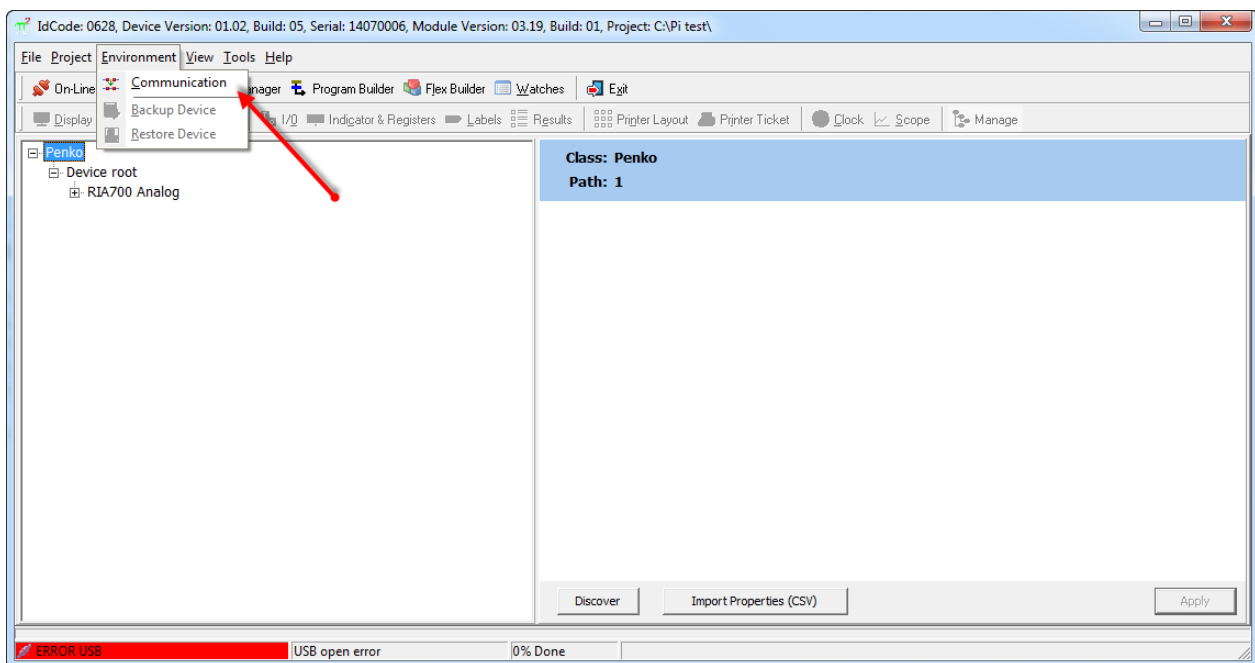 IdCode: 0628, Device Version: 01.02, Build: 05, Serial: 14070006, Module Version: 03.19, Build: 01, Project: C:\Pi test\
File Project Environment View Tools Help
On-Line Communication nager Program Builder Flex Builder Watches Exit
Display Backup Device I/O Indicator & Registers Labels Results Printer Layout Printer Ticket Clock Scope Manage
Restore Device
Penko
Device root
RIA700 Analog
Class: Penko
Path: 1
Discover Import Properties (CSV) Apply
ERROR USB USB open error 0% Done